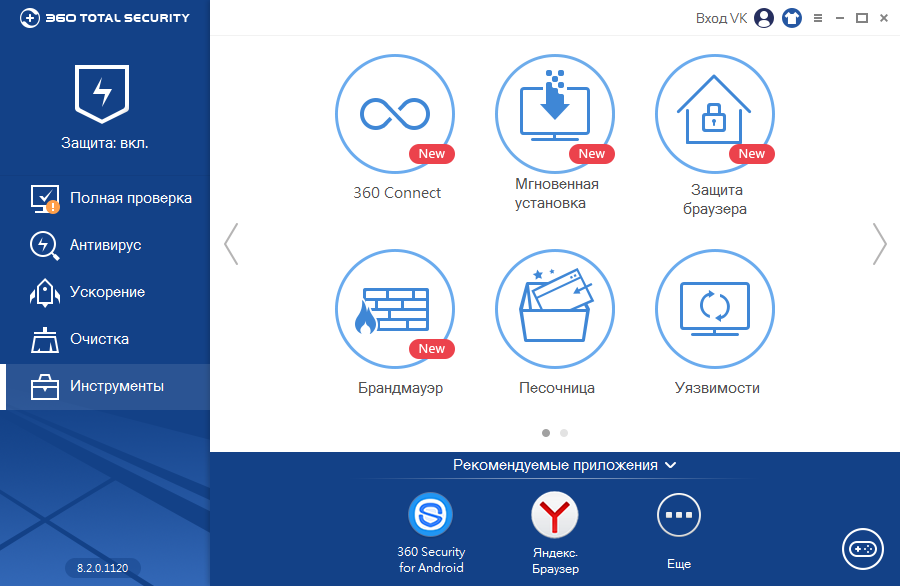 360 TOTAL SECURITY
Вход VK
Защита: вкл.
Полная проверка
Антивирус
Ускорение
Очистка
Инструменты
8.2.0.1120
New
360 Connect
New
Мгновенная
установка
New
Защита
браузера
New
Брандмауэр
Песочница
Уязвимости
Рекомендуемые приложения
360 Security
for Android
Яндекс.
Браузер
Еще